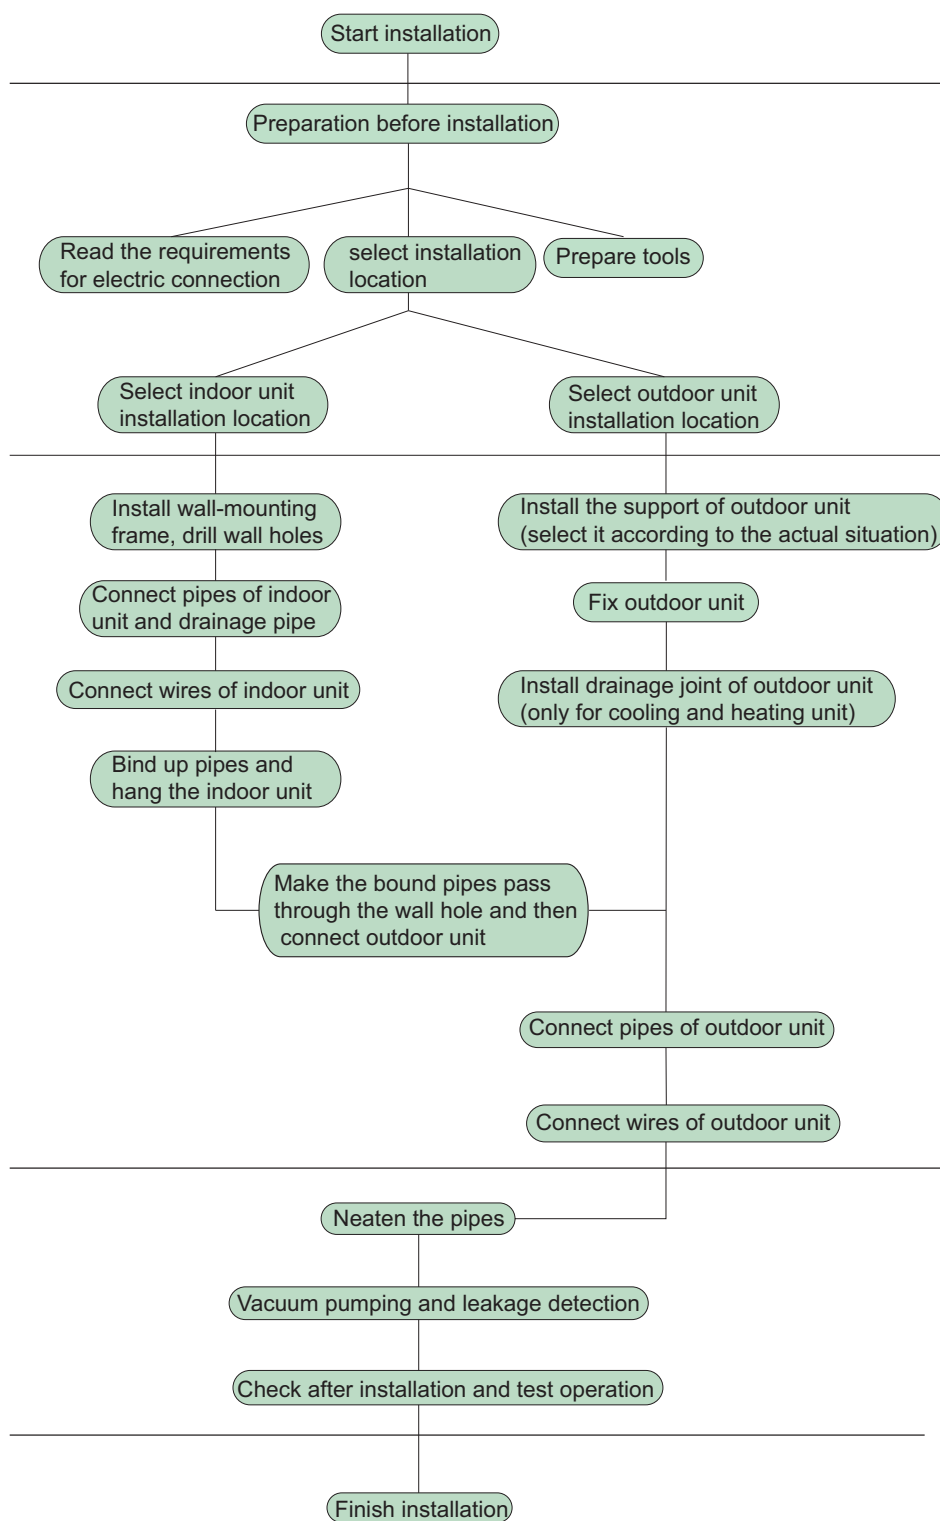 Start installation
Preparation before installation
Read the requirements
for electric connection
select installation
location
Prepare tools
Select indoor unit
installation location
Select outdoor unit
installation location
Install wall-mounting
frame, drill wall holes
Install the support of outdoor unit
(select it according to the actual situation)
Connect pipes of indoor
unit and drainage pipe
Fix outdoor unit
Connect wires of indoor unit
Install drainage joint of outdoor unit
(only for cooling and heating unit)
Bind up pipes and
hang the indoor unit
Make the bound pipes pass
through the wall hole and then
connect outdoor unit
Connect pipes of outdoor unit
Connect wires of outdoor unit
Neaten the pipes
Vacuum pumping and leakage detection
Check after installation and test operation
Finish installation